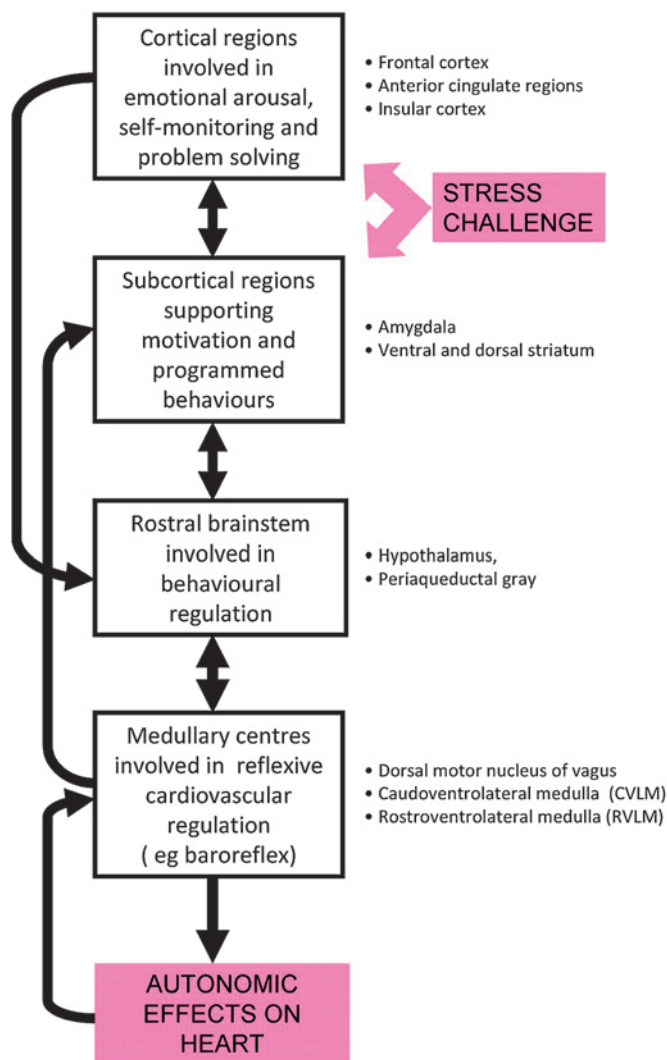 Cortical regions
involved in
emotional arousal,
self-monitoring and
problem solving
• Frontal cortex
• Anterior cingulate regions
• Insular cortex
STRESS
CHALLENGE
Subcortical regions
supporting
motivation and
programmed
behaviours
• Amygdala
• Ventral and dorsal striatum
Rostral brainstem
involved in
behavioural
regulation
• Hypothalamus,
• Periaqueductal gray
Medullary centres
involved in reflexive
cardiovascular
regulation
( eg baroreflex)
• Dorsal motor nucleus of vagus
• Caudoventrolateral medulla (CVLM)
• Rostroventrolateral medulla (RVLM)
AUTONOMIC
EFFECTS ON
HEART